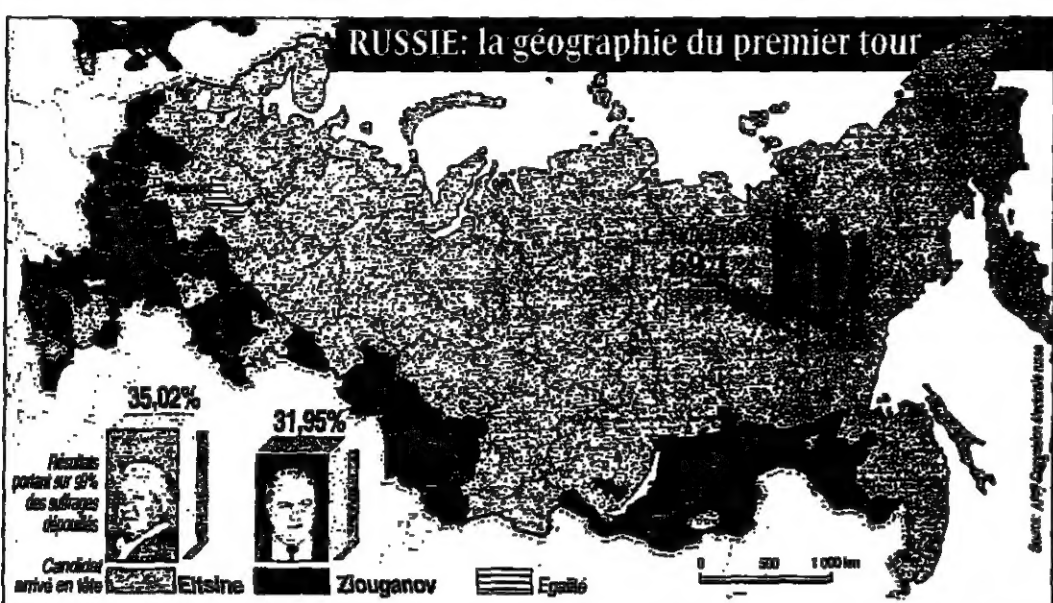 RUSSIE: la géographie du premier tour
35,02%
31,95%
Résultats
portant sur 99%
des suffrages
dépouillés
Candidat
arrivé en tête
Eltsine
Ziouganov
Egalité
0 500 1 000 km